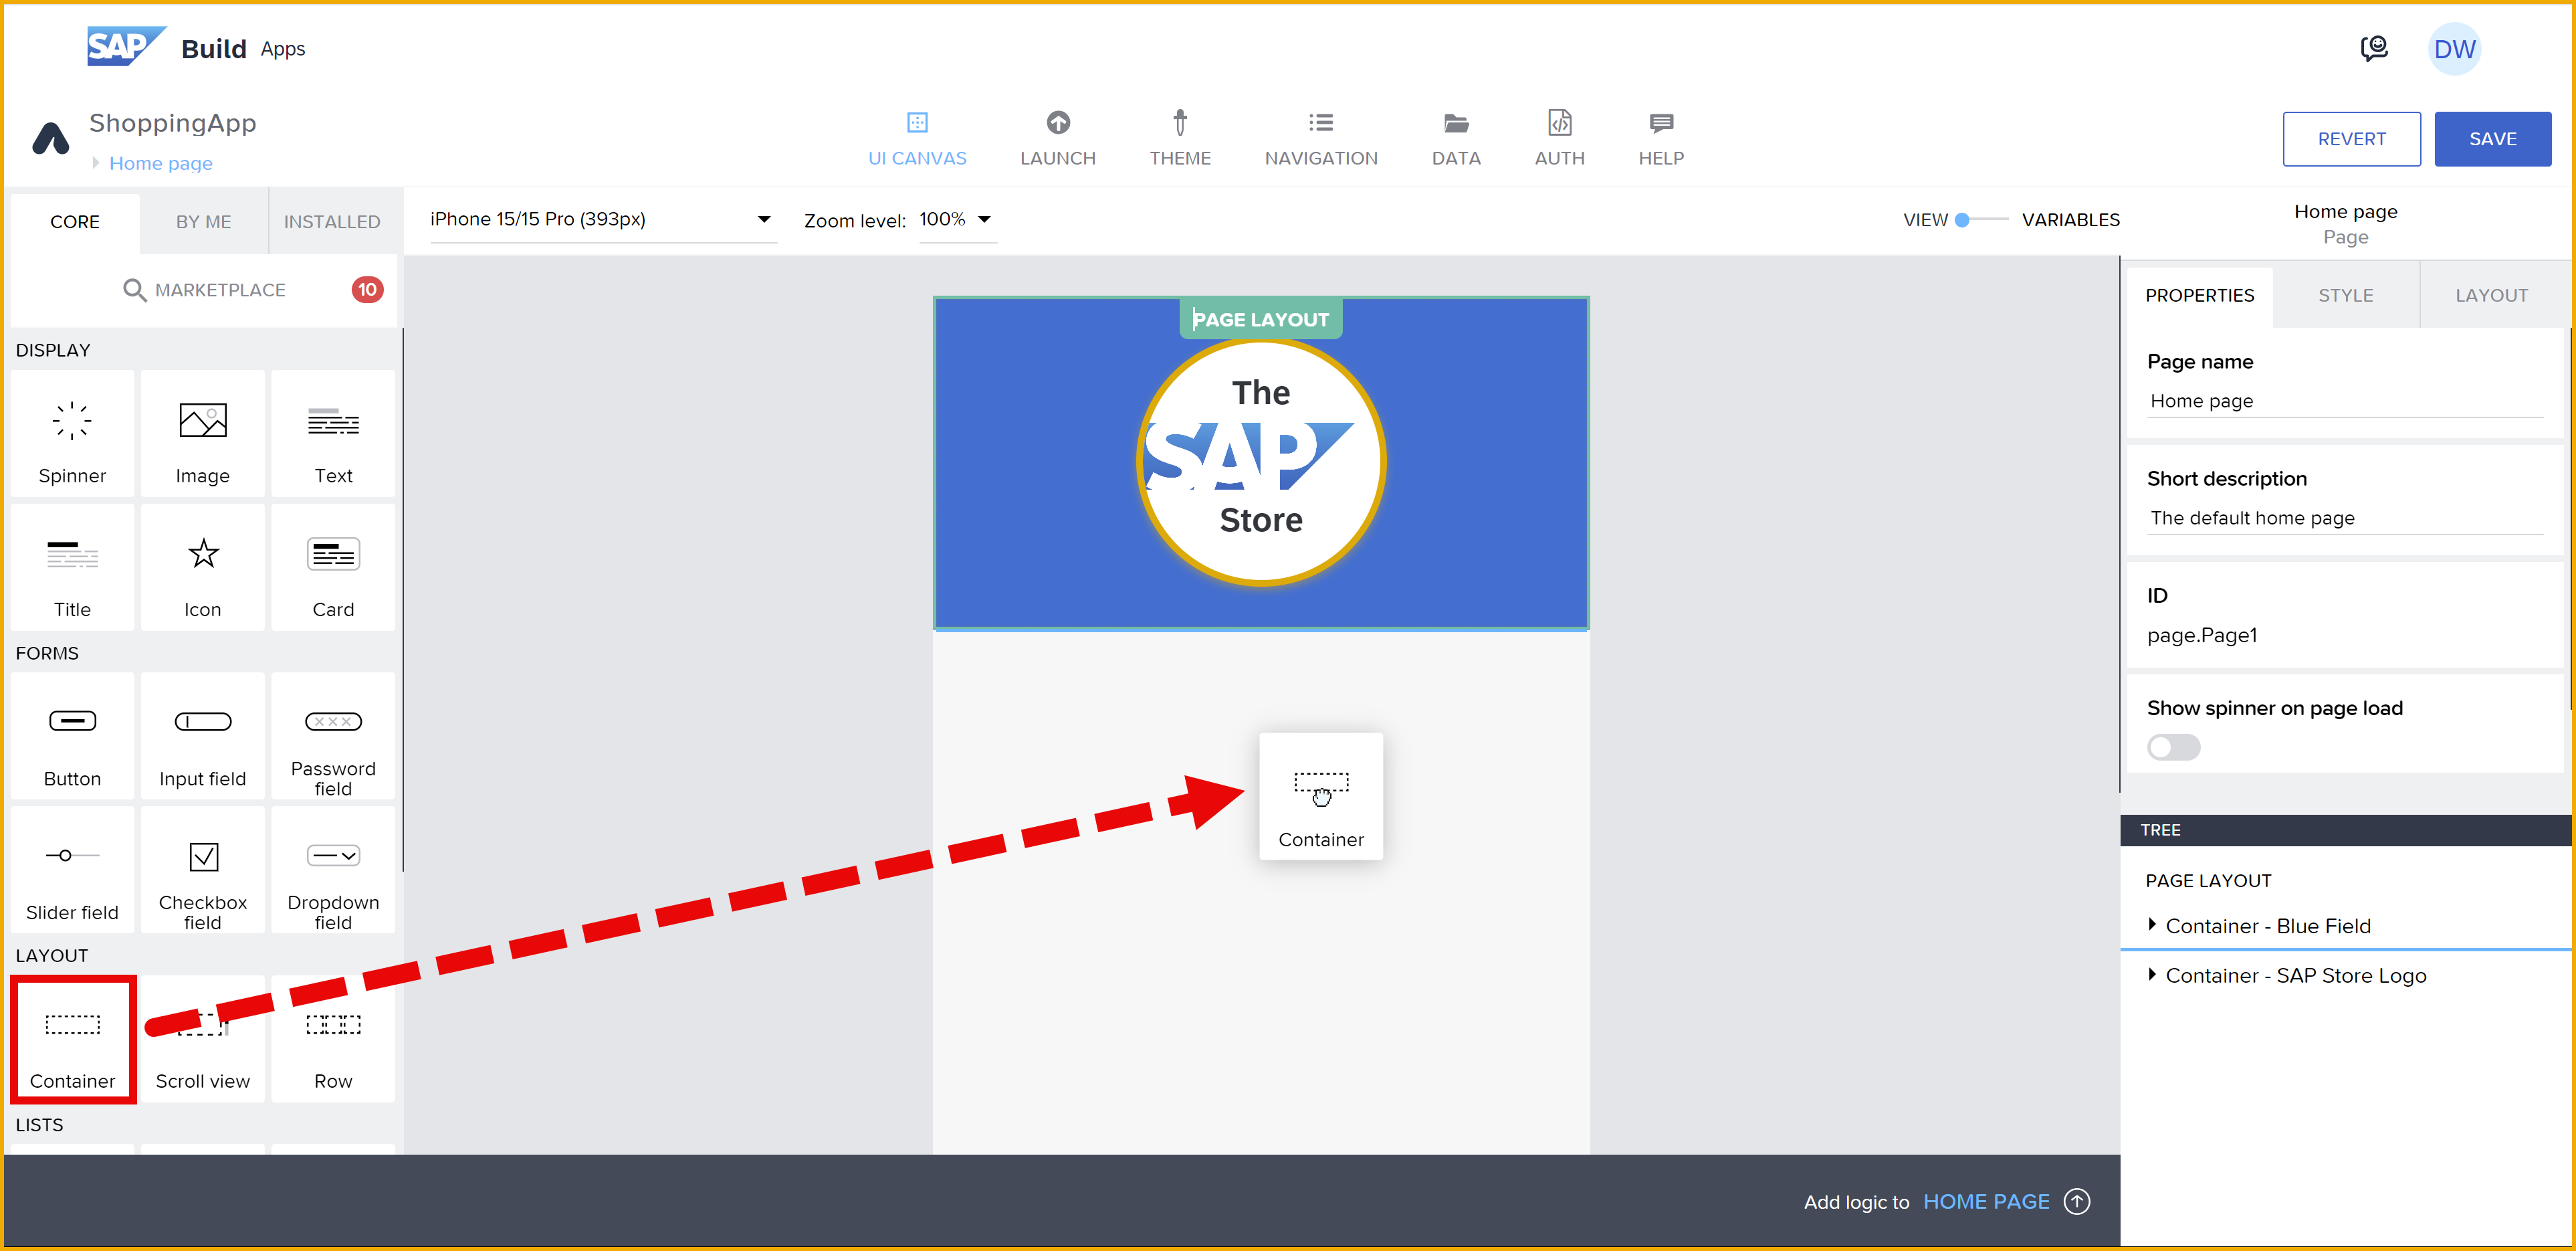 SAP Build Apps
DW
ShoppingApp
Home page
UI CANVAS
LAUNCH
THEME
NAVIGATION
DATA
AUTH
HELP
REVERT
SAVE
CORE
BY ME
INSTALLED
MARKETPLACE
10
iPhone 15/15 Pro (393px)
Zoom level: 100%
VIEW
VARIABLES
Home page
Page
DISPLAY
Spinner
Image
Text
Title
Icon
Card
FORMS
Button
Input field
Password
field
Slider field
Checkbox
field
Dropdown
field
LAYOUT
Container
Scroll view
Row
LISTS
PAGE LAYOUT
The
SAP
Store
Container
Add logic to HOME PAGE
PROPERTIES
STYLE
LAYOUT
Page name
Home page
Short description
The default home page
ID
page.Page1
Show spinner on page load
TREE
PAGE LAYOUT
Container - Blue Field
Container - SAP Store Logo